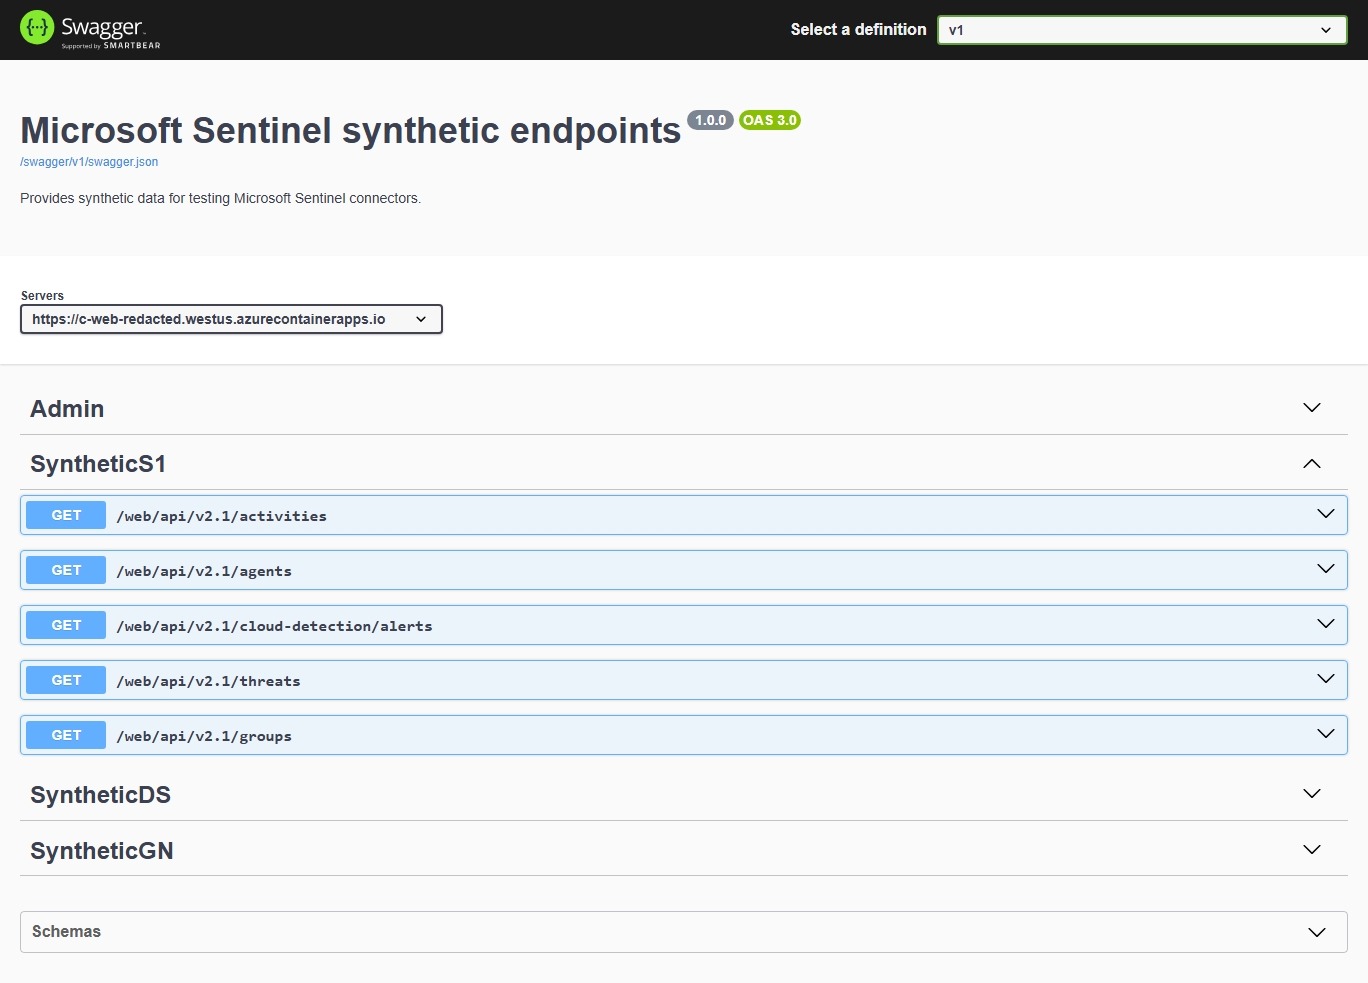 Swagger
Supported by SMARTBEAR
Select a definition
v1
Microsoft Sentinel synthetic endpoints 1.0.0 OAS 3.0
/swagger/v1/swagger.json
Provides synthetic data for testing Microsoft Sentinel connectors.
Servers
https://c-web-redacted.westus.azurecontainerapps.io
Admin
SyntheticS1
GET /web/api/v2.1/activities
GET /web/api/v2.1/agents
GET /web/api/v2.1/cloud-detection/alerts
GET /web/api/v2.1/threats
GET /web/api/v2.1/groups
SyntheticDS
SyntheticGN
Schemas